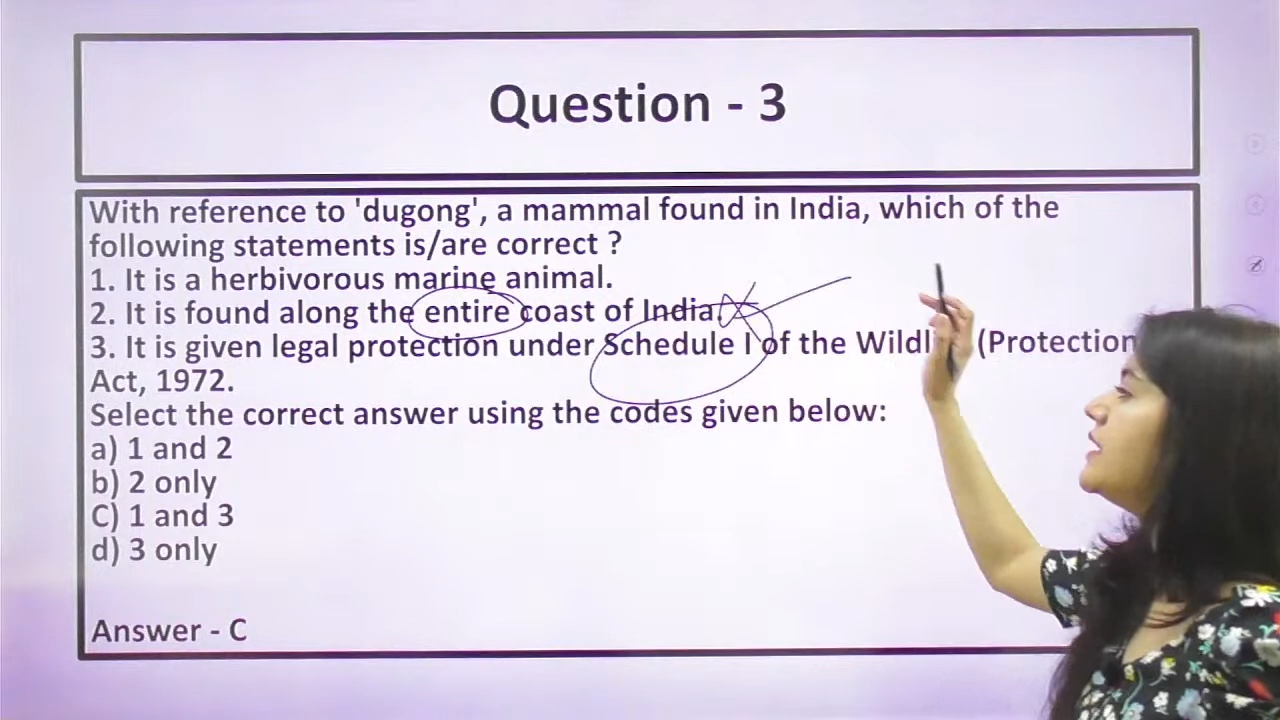 Question - 3
With reference to 'dugong', a mammal found in India, which of the
following statements is/are correct ?
1. It is a herbivorous marine animal.
2. It is found along the entire coast of India.
3. It is given legal protection under Schedule I of the Wildli (Protection
Act, 1972.
Select the correct answer using the codes given below:
a) 1 and 2
b) 2 only
C) 1 and 3
d) 3 only
Answer - C